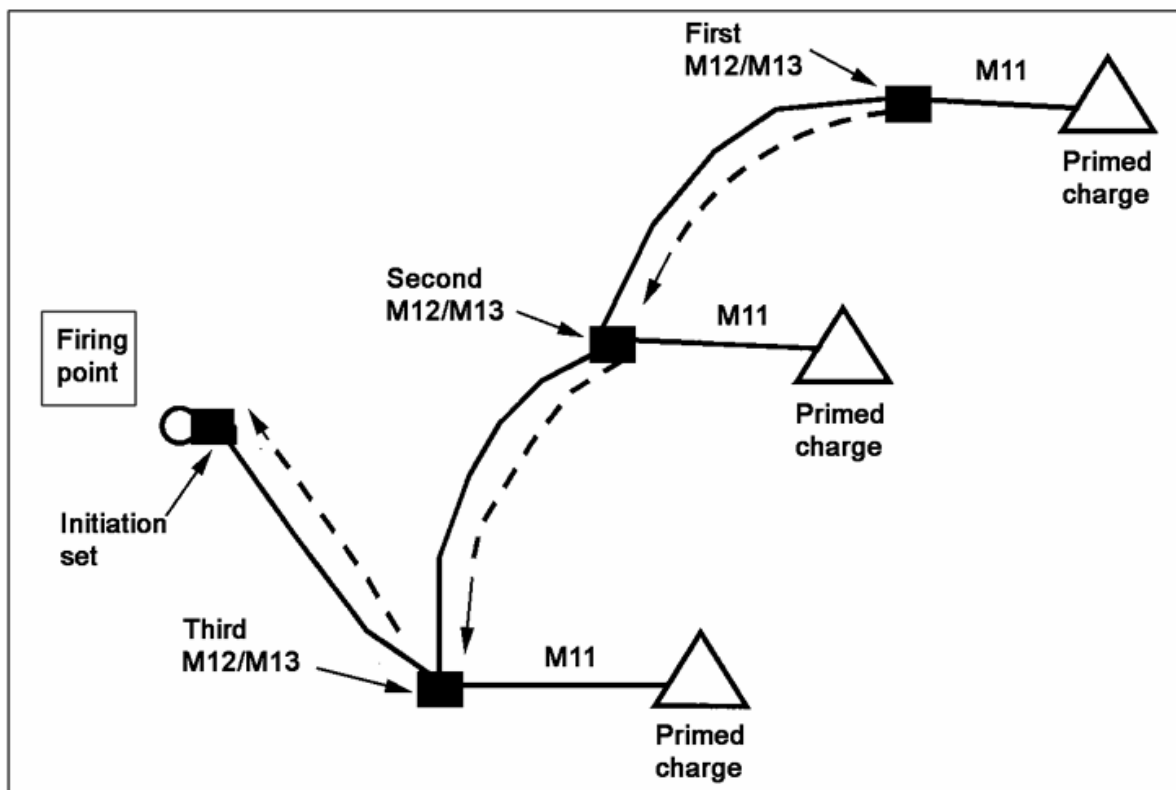 First
M12/M13
M11
Primed
charge
Second
M12/M13
M11
Primed
charge
Firing
point
Initiation
set
Third
M12/M13
M11
Primed
charge